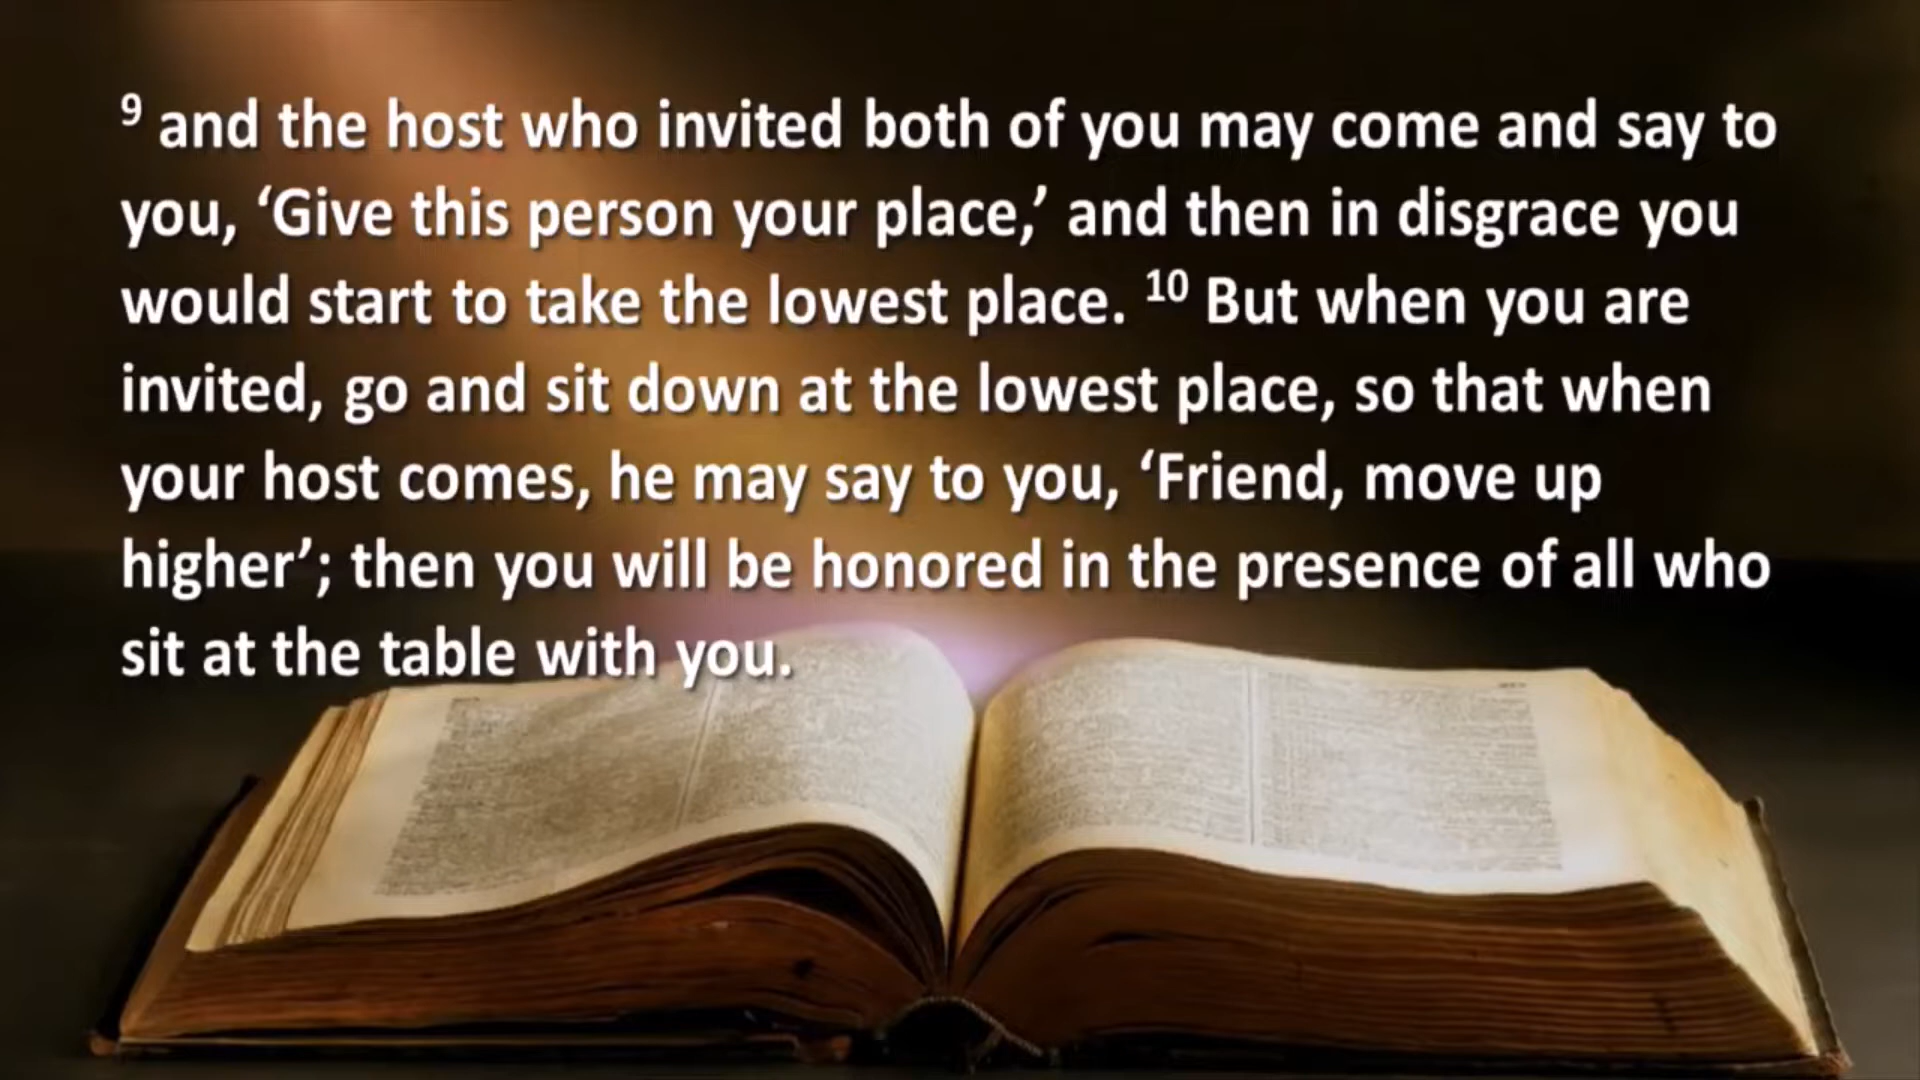 ⁹ and the host who invited both of you may come and say to
you, ‘Give this person your place,’ and then in disgrace you
would start to take the lowest place. ¹⁰ But when you are
invited, go and sit down at the lowest place, so that when
your host comes, he may say to you, ‘Friend, move up
higher’; then you will be honored in the presence of all who
sit at the table with you.